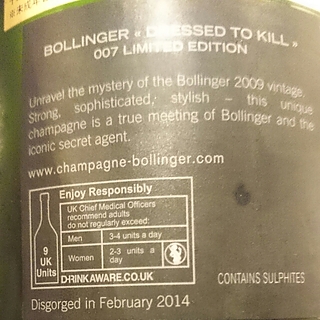 BOLLINGER « DRESSED TO KILL »
007 LIMITED EDITION
Unravel the mystery of the Bollinger 2009 vintage.
Strong, sophisticated, stylish – this unique
champagne is a true meeting of Bollinger and the
iconic secret agent.
www.champagne-bollinger.com
Enjoy Responsibly
UK Chief Medical Officers
recommend adults
do not regularly exceed:
Men 3-4 units a day
Women 2-3 units a
day
9
UK
Units
DRINKAWARE.CO.UK
CONTAINS SULPHITES
Disgorged in February 2014